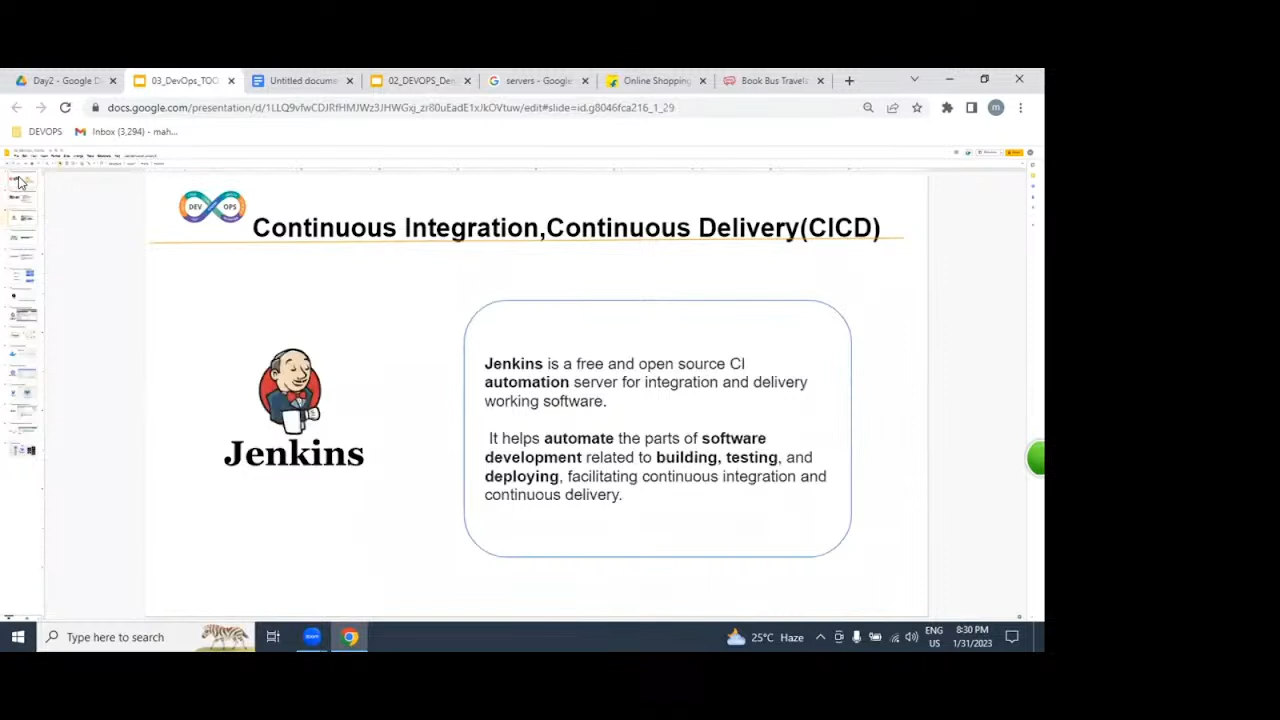 Day2 - Google D
03_DevOps_TOO
Untitled docume
02_DEVOPS_De
servers - Google
Online Shopping
Book Bus Travels
docs.google.com/presentation/d/1LLQ9vfwCDJRfHMJWz3JHWGxj_zr80uEadE1x/kOVtuw/edit#slide=id.g8046fca216_1_29
m
DEVOPS
Inbox (3,294) - mah...
DEV OPS
Continuous Integration,Continuous Delivery(CICD)
Jenkins
Jenkins is a free and open source CI
automation server for integration and delivery
working software.
It helps automate the parts of software
development related to building, testing, and
deploying, facilitating continuous integration and
continuous delivery.
Type here to search
zoom
25°C Haze
ENG
US
8:30 PM
1/31/2023